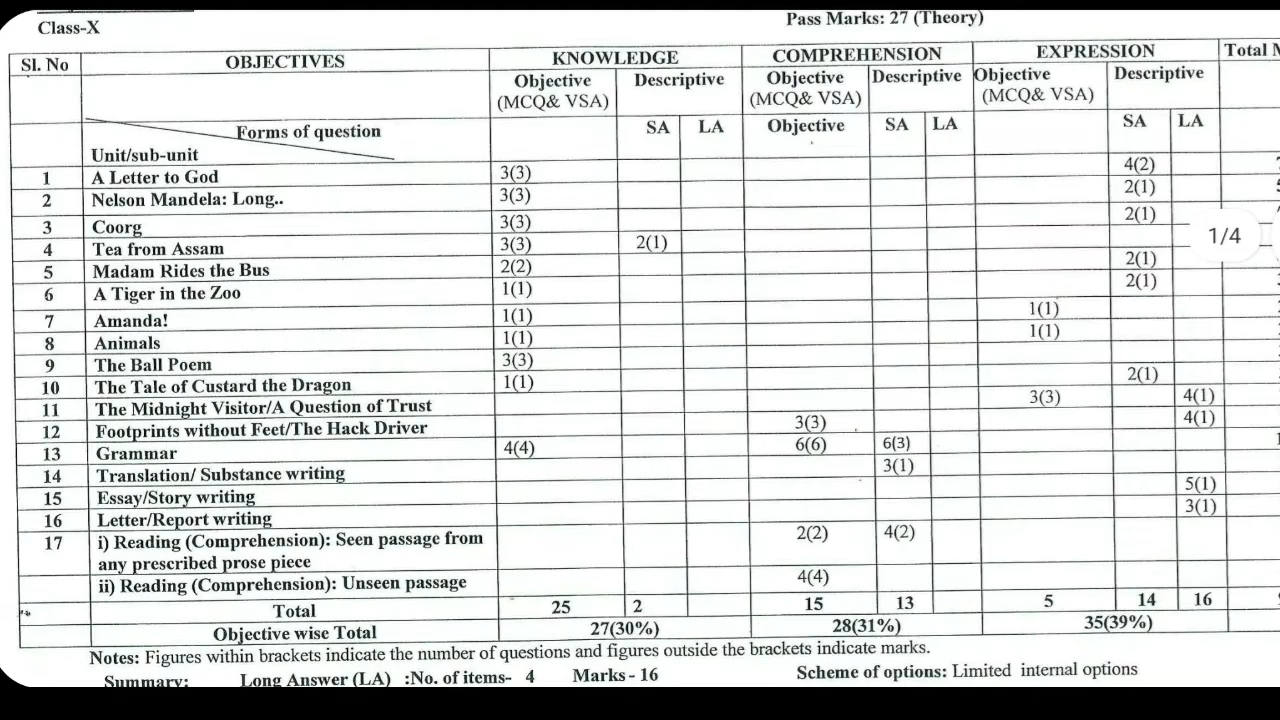 Class-X
Pass Marks: 27 (Theory)
Sl. No OBJECTIVES KNOWLEDGE COMPREHENSION EXPRESSION Total
Objective (MCQ& VSA) Descriptive Objective (MCQ& VSA) Descriptive Objective (MCQ& VSA) Descriptive
Forms of question SA LA Objective SA LA SA LA
Unit/sub-unit
1 A Letter to God 3(3) 4(2)
2 Nelson Mandela: Long.. 3(3) 2(1)
3 Coorg 3(3) 2(1)
4 Tea from Assam 3(3) 2(1)
1/4
5 Madam Rides the Bus 2(2) 2(1)
6 A Tiger in the Zoo 1(1) 2(1)
7 Amanda! 1(1) 1(1)
8 Animals 1(1) 1(1)
9 The Ball Poem 3(3)
10 The Tale of Custard the Dragon 1(1) 2(1)
11 The Midnight Visitor/A Question of Trust 3(3) 4(1)
12 Footprints without Feet/The Hack Driver 3(3) 4(1)
13 Grammar 4(4) 6(6) 6(3)
14 Translation/ Substance writing 3(1)
15 Essay/Story writing 5(1)
16 Letter/Report writing 3(1)
17 i) Reading (Comprehension): Seen passage from 2(2) 4(2)
any prescribed prose piece
ii) Reading (Comprehension): Unseen passage 4(4)
Total 25 2 15 13 5 14 16
Objective wise Total 27(30%) 28(31%) 35(39%)
Notes: Figures within brackets indicate the number of questions and figures outside the brackets indicate marks.
Summary: Long Answer (LA) :No. of items- 4 Marks - 16 Scheme of options: Limited internal options